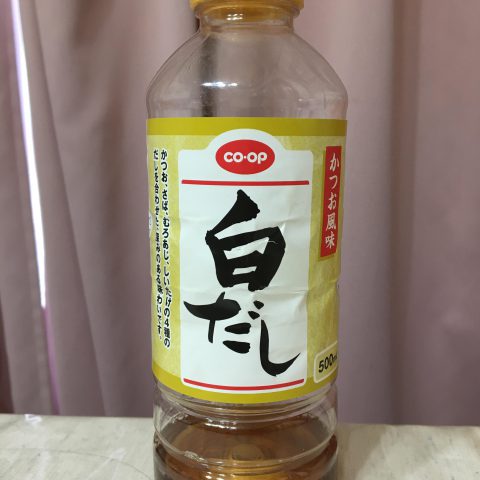 CO·OP
かつお風味
白だし
かつお、さば、むろあじ、しいたけの4種の
だしを合わせた、旨みのある味わいです。
500ml